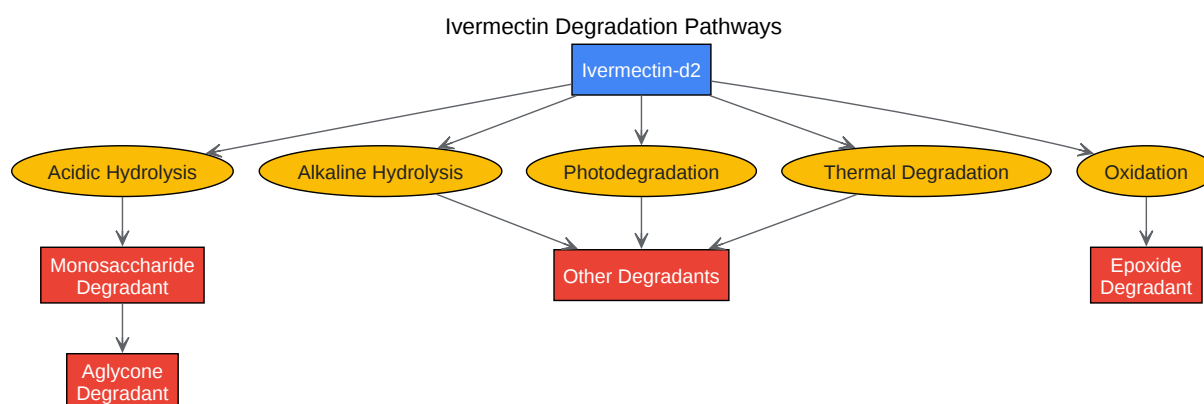 Ivermectin Degradation Pathways
Ivermectin-d2
Acidic Hydrolysis
Alkaline Hydrolysis
Photodegradation
Thermal Degradation
Oxidation
Monosaccharide
Degradant
Other Degradants
Epoxide
Degradant
Aglycone
Degradant